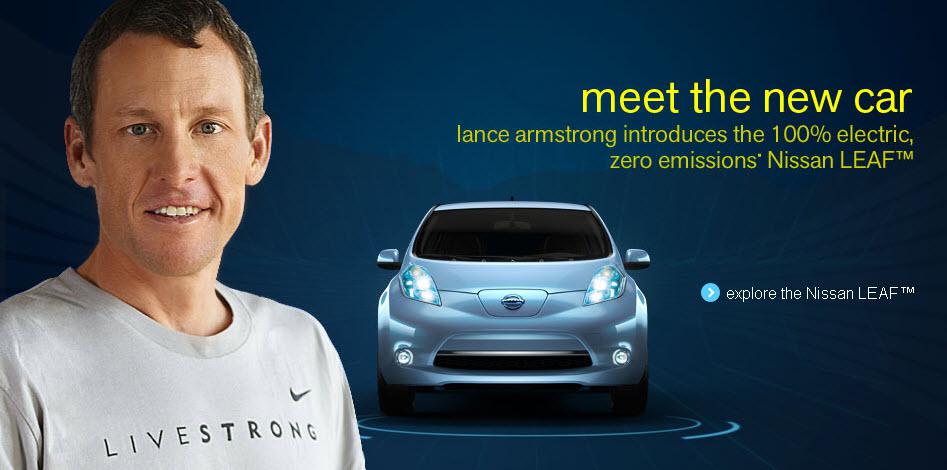 meet the new car
lance armstrong introduces the 100% electric,
zero emissions* Nissan LEAF™
explore the Nissan LEAF™
LIVESTRONG